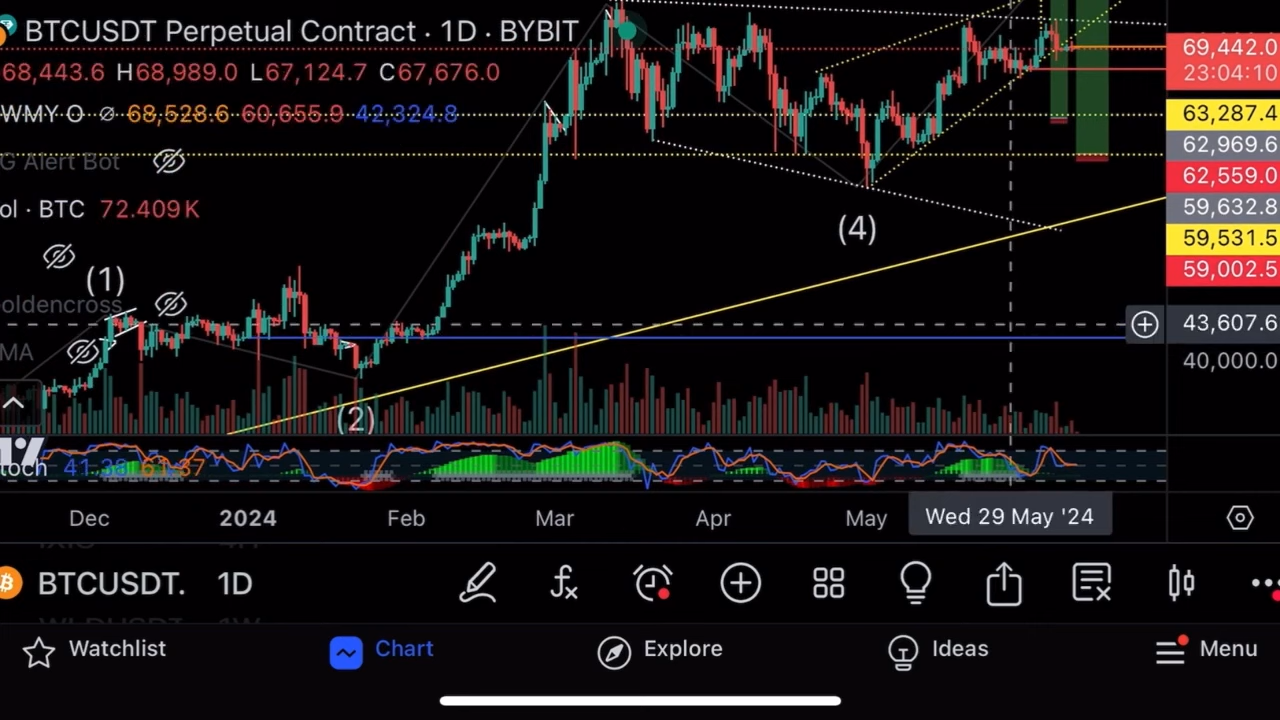 BTCUSDT Perpetual Contract · 1D · BYBIT
68,443.6 H68,989.0 L67,124.7 C67,676.0
WMY O ∅ 68,528.6 60,655.9 42,324.8
G Alert Bot
ol · BTC 72.409K
(1)
oldencross
MA
(2)
(4)
69,442.0
23:04:10
63,287.4
62,969.6
62,559.0
59,632.8
59,531.5
59,002.5
43,607.6
40,000.0
toch 41.38 61.37
Dec 2024 Feb Mar Apr May Wed 29 May '24
BTCUSDT. 1D
Watchlist Chart Explore Ideas Menu